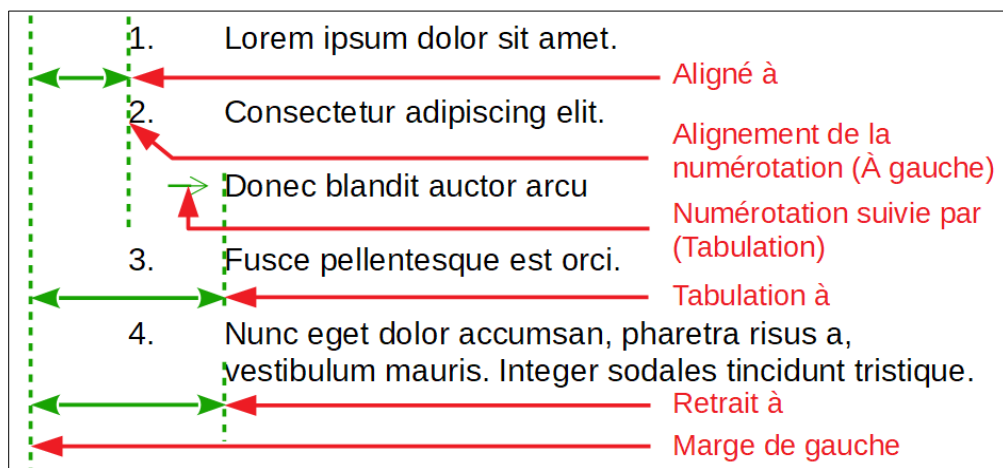 1. Lorem ipsum dolor sit amet.
Aligné à
2. Consectetur adipiscing elit.
Alignement de la
numérotation (À gauche)
Donec blandit auctor arcu
Numérotation suivie par
(Tabulation)
3. Fusce pellentesque est orci.
Tabulation à
4. Nunc eget dolor accumsan, pharetra risus a,
vestibulum mauris. Integer sodales tincidunt tristique.
Retrait à
Marge de gauche